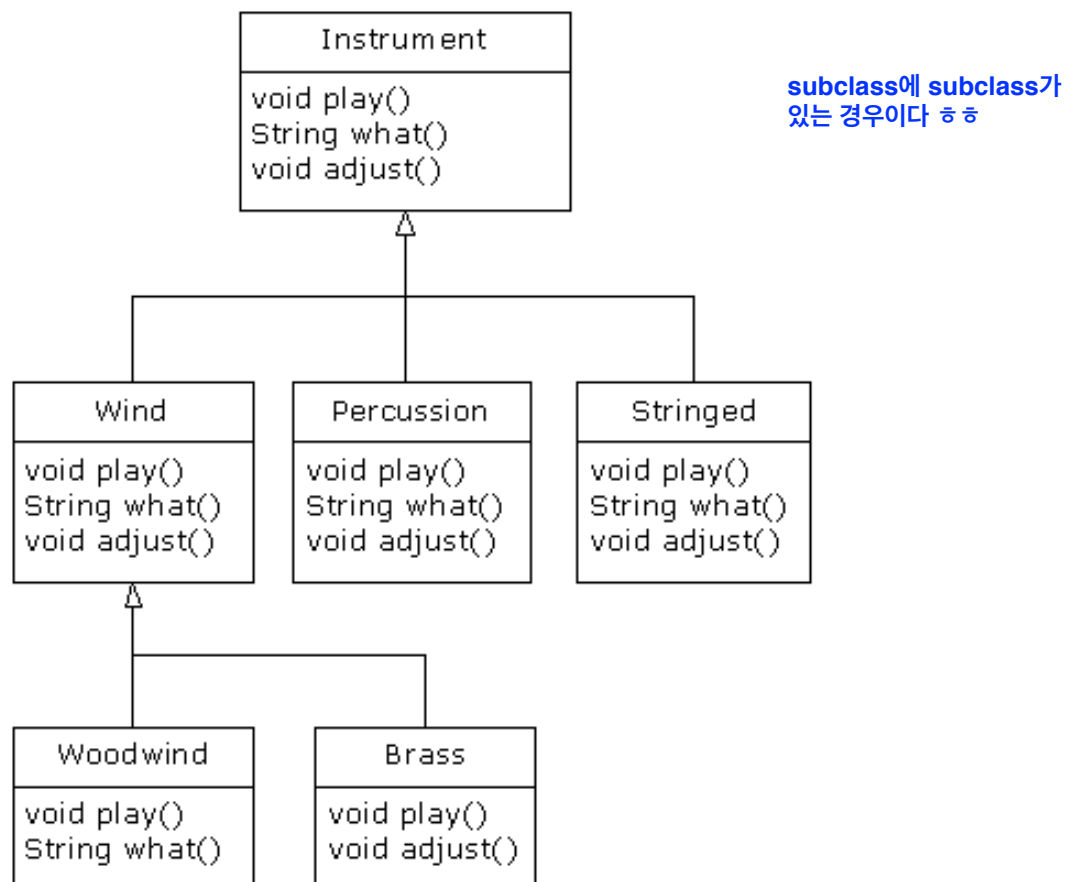 Instrument
void play()
String what()
void adjust()
subclass에 subclass가
있는 경우이다 ㅎㅎ
Wind
void play()
String what()
void adjust()
Percussion
void play()
String what()
void adjust()
Stringed
void play()
String what()
void adjust()
Woodwind
void play()
String what()
Brass
void play()
void adjust()